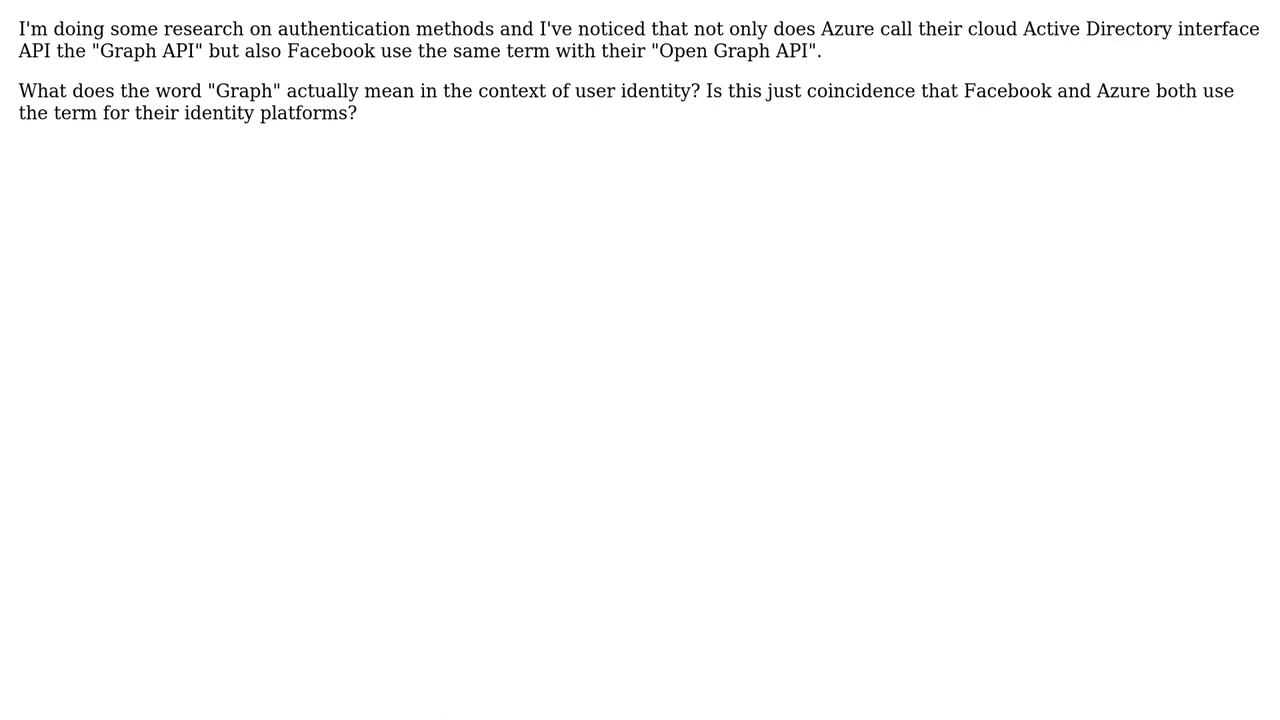 I'm doing some research on authentication methods and I've noticed that not only does Azure call their cloud Active Directory interface
API the "Graph API" but also Facebook use the same term with their "Open Graph API".
What does the word "Graph" actually mean in the context of user identity? Is this just coincidence that Facebook and Azure both use
the term for their identity platforms?